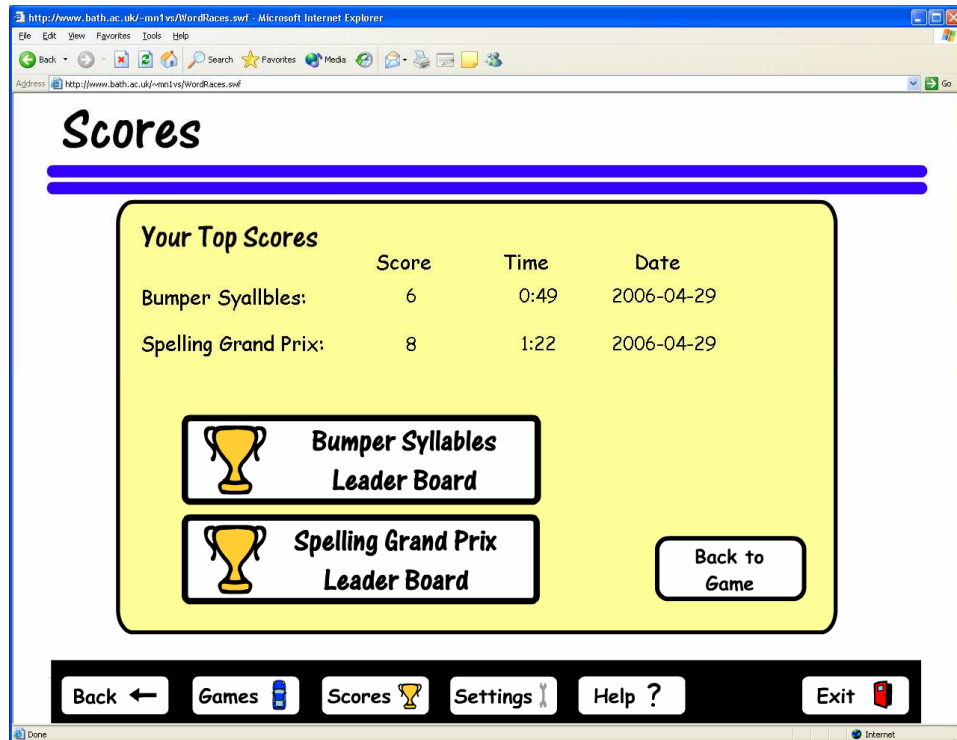 http://www.bath.ac.uk/~mn1vs/WordRaces.swf - Microsoft Internet Explorer
File Edit View Favorites Tools Help
Back Search Favorites Media
Address http://www.bath.ac.uk/~mn1vs/WordRaces.swf Go
Scores
Your Top Scores
Score Time Date
Bumper Syallbles: 6 0:49 2006-04-29
Spelling Grand Prix: 8 1:22 2006-04-29
Bumper Syllables
Leader Board
Spelling Grand Prix
Leader Board
Back to
Game
Back Games Scores Settings Help ? Exit
Done Internet